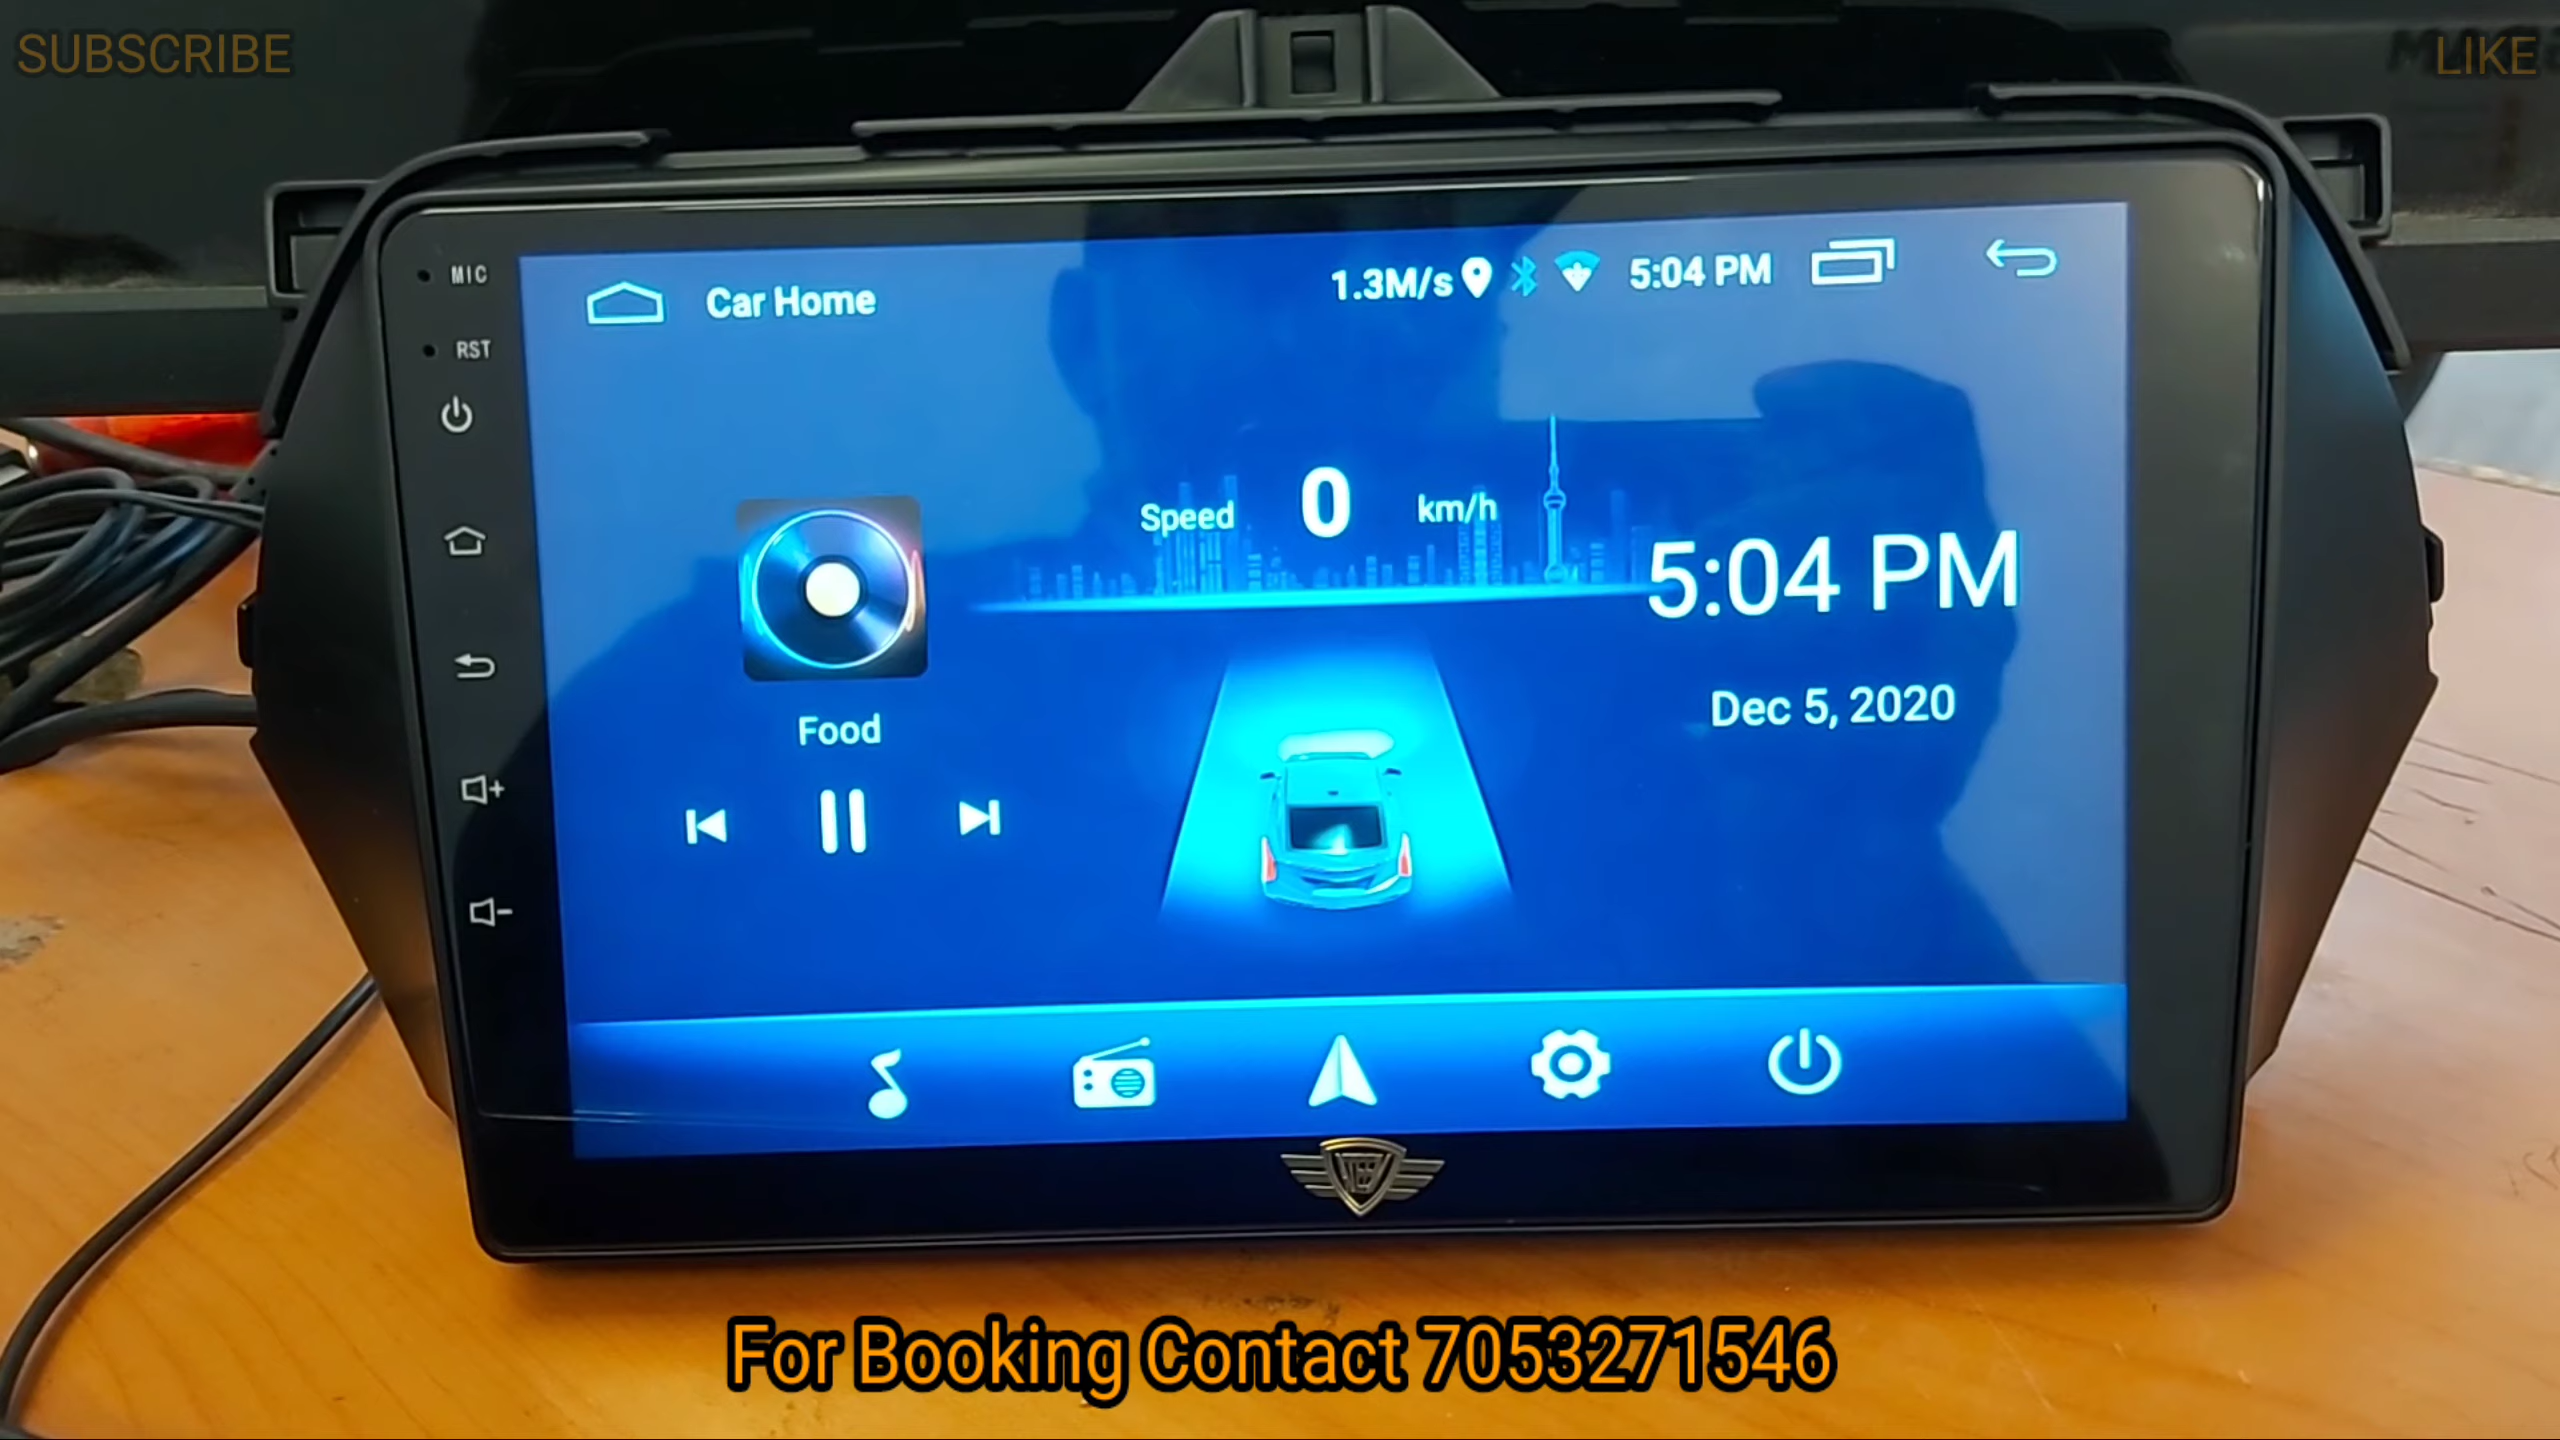 SUBSCRIBE
LIKE
MIC
RST
Car Home
1.3M/s
5:04 PM
Speed 0 km/h
5:04 PM
Dec 5, 2020
Food
For Booking Contact 7053271546